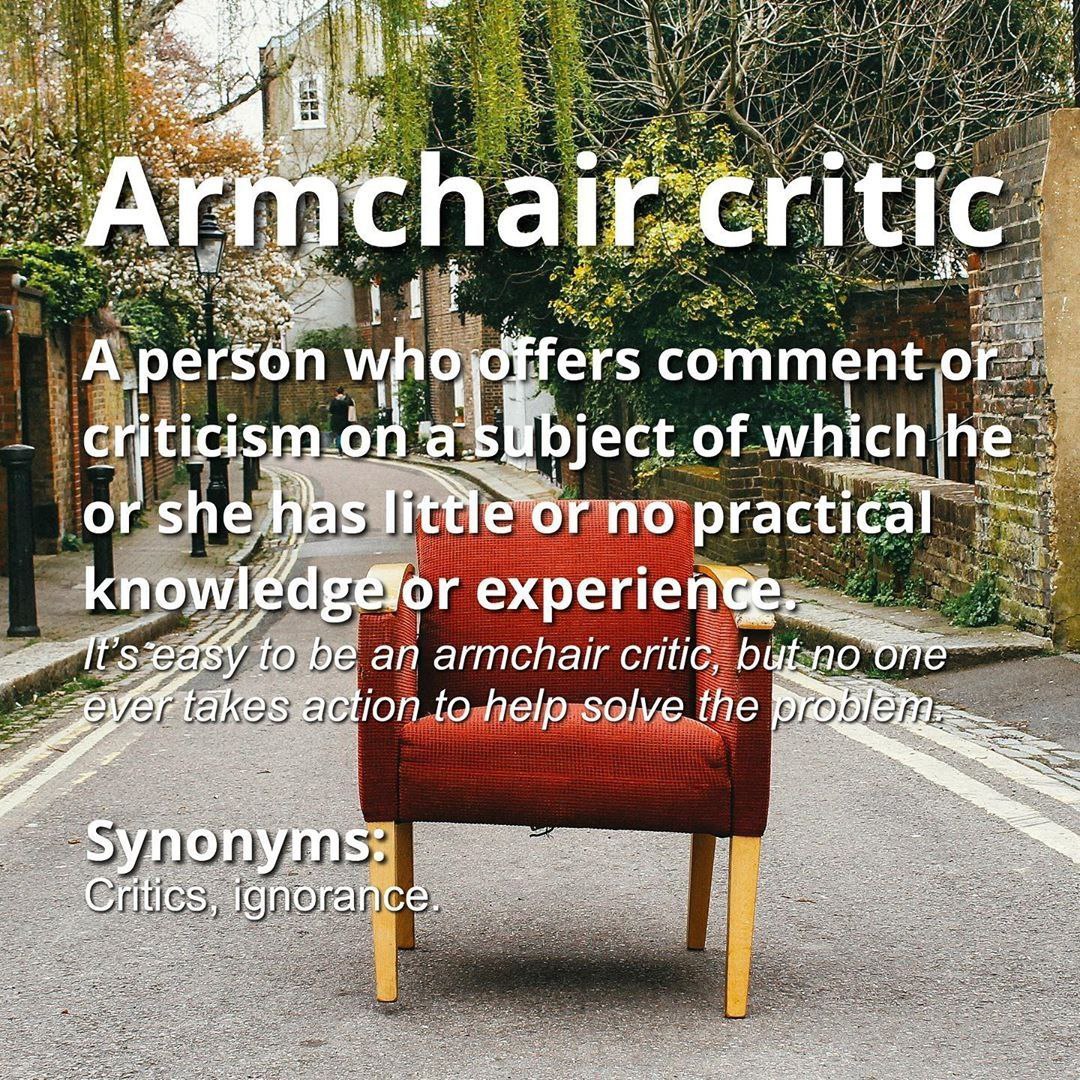 Armchair critic
A person who offers comment or
criticism on a subject of which he
or she has little or no practical
knowledge or experience.
It's easy to be an armchair critic, but no one
ever takes action to help solve the problem.
Synonyms:
Critics, ignorance.